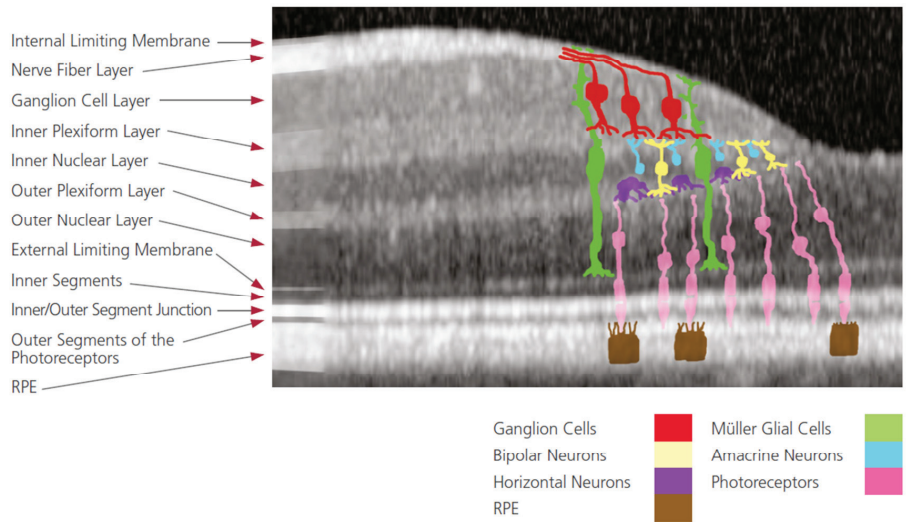 Internal Limiting Membrane
Nerve Fiber Layer
Ganglion Cell Layer
Inner Plexiform Layer
Inner Nuclear Layer
Outer Plexiform Layer
Outer Nuclear Layer
External Limiting Membrane
Inner Segments
Inner/Outer Segment Junction
Outer Segments of the
Photoreceptors
RPE
Ganglion Cells
Bipolar Neurons
Horizontal Neurons
RPE
Müller Glial Cells
Amacrine Neurons
Photoreceptors